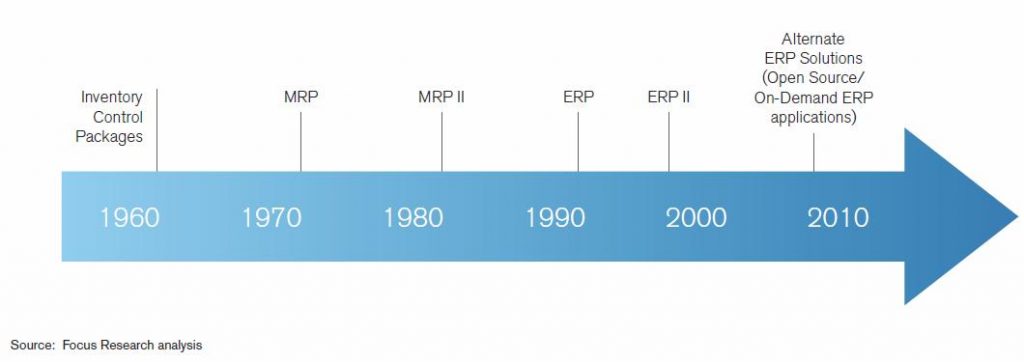 Inventory
Control
Packages
MRP
MRP II
ERP
ERP II
Alternate
ERP Solutions
(Open Source/
On-Demand ERP
applications)
1960 1970 1980 1990 2000 2010
Source: Focus Research analysis